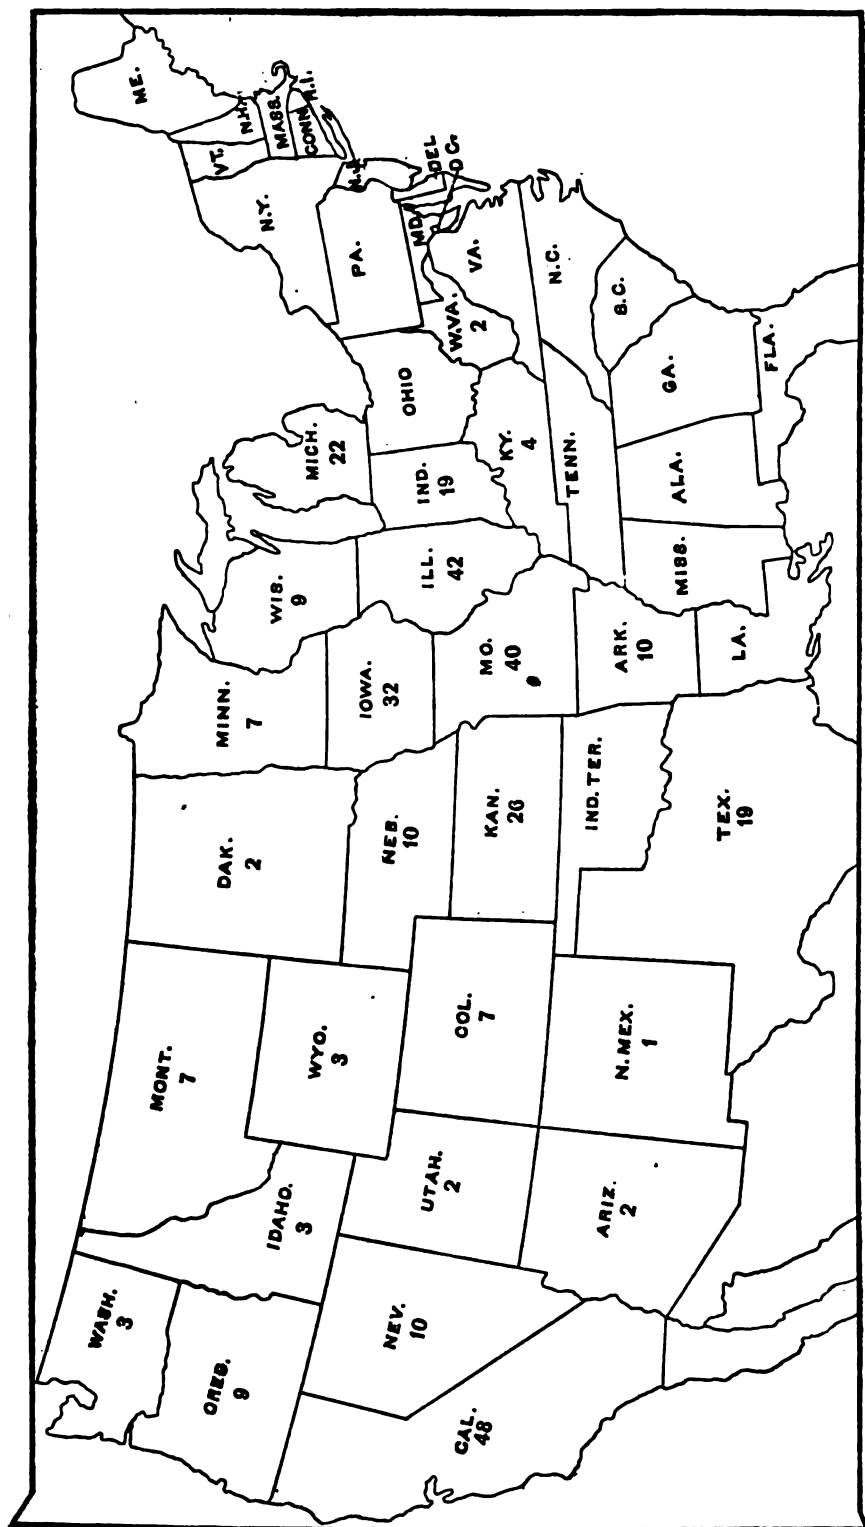 WASH.
3
OREG.
9
CAL.
48
NEV.
10
IDAHO.
3
MONT.
7
WYO.
3
UTAH.
2
ARIZ.
2
COL.
7
N.MEX.
1
DAK.
2
NEB.
10
KAN.
26
IND. TER.
TEX.
19
MINN.
7
IOWA.
32
MO.
40
ARK.
10
LA.
WIS.
9
ILL.
42
MICH.
22
IND.
19
OHIO
KY.
4
TENN.
MISS.
ALA.
GA.
FLA.
S.C.
N.C.
VA.
W.VA.
2
MD.
D C.
DEL
PA.
N.J.
N.Y.
CONN.
R.I.
MASS.
VT.
N.H.
ME.